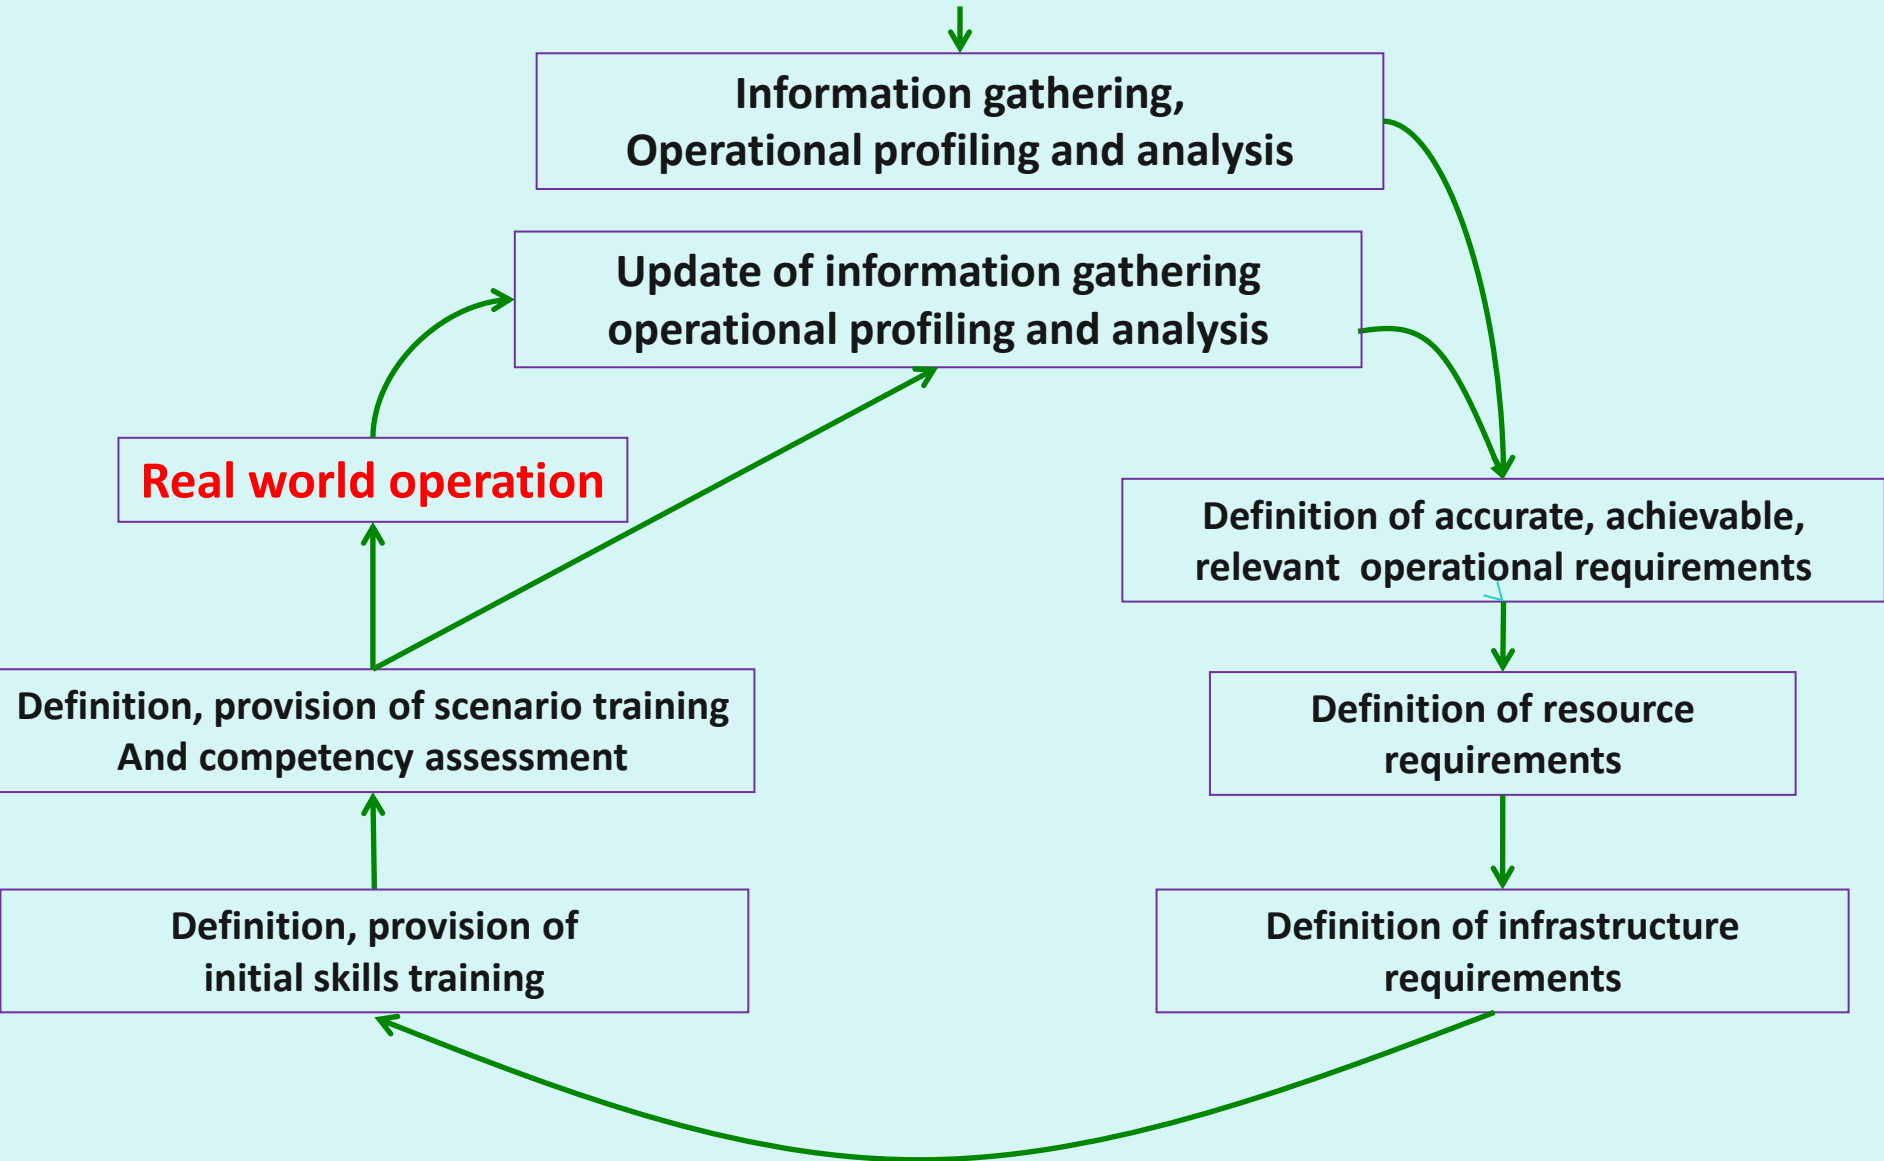 Information gathering,
Operational profiling and analysis
Update of information gathering
operational profiling and analysis
Real world operation
Definition of accurate, achievable,
relevant  operational requirements
Definition, provision of scenario training
And competency assessment
Definition of resource
requirements
Definition, provision of
initial skills training
Definition of infrastructure
requirements